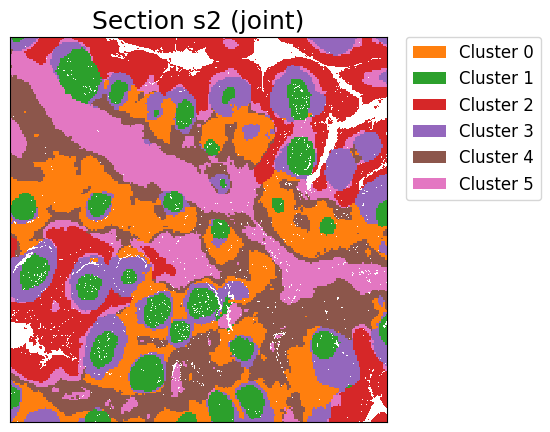 Section s2 (joint)
Cluster 0
Cluster 1
Cluster 2
Cluster 3
Cluster 4
Cluster 5